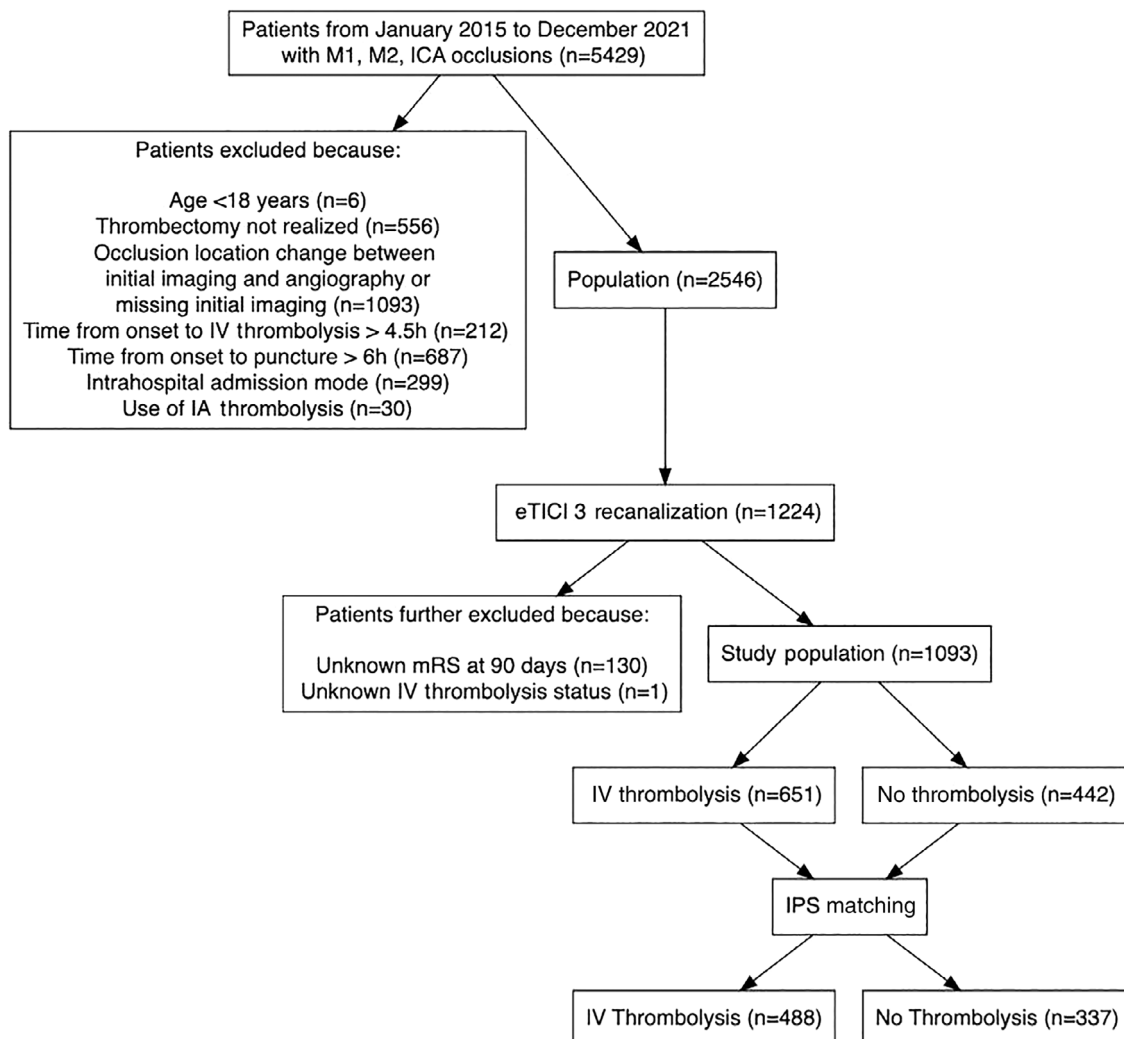 Patients from January 2015 to December 2021
with M1, M2, ICA occlusions (n=5429)
Patients excluded because:
Age <18 years (n=6)
Thrombectomy not realized (n=556)
Occlusion location change between
initial imaging and angiography or
missing initial imaging (n=1093)
Time from onset to IV thrombolysis > 4.5h (n=212)
Time from onset to puncture > 6h (n=687)
Intrahospital admission mode (n=299)
Use of IA thrombolysis (n=30)
Population (n=2546)
eTICI 3 recanalization (n=1224)
Patients further excluded because:
Unknown mRS at 90 days (n=130)
Unknown IV thrombolysis status (n=1)
Study population (n=1093)
IV thrombolysis (n=651)
No thrombolysis (n=442)
IPS matching
IV Thrombolysis (n=488)
No Thrombolysis (n=337)